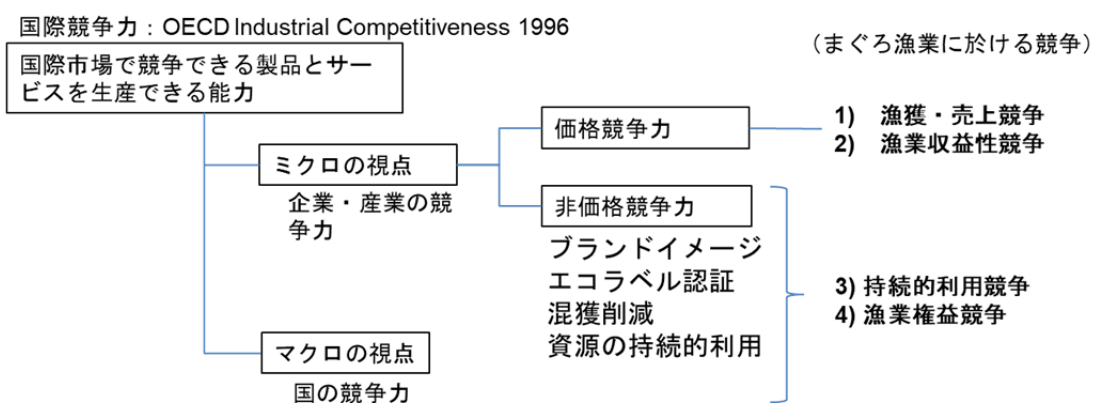 国際競争力：OECD Industrial Competitiveness 1996
（まぐろ漁業に於ける競争）
国際市場で競争できる製品とサー
ビスを生産できる能力
価格競争力
1) 漁獲・売上競争
2) 漁業収益性競争
ミクロの視点
企業・産業の競
争力
非価格競争力
ブランドイメージ
エコラベル認証
混獲削減
資源の持続的利用
3) 持続的利用競争
4) 漁業権益競争
マクロの視点
国の競争力